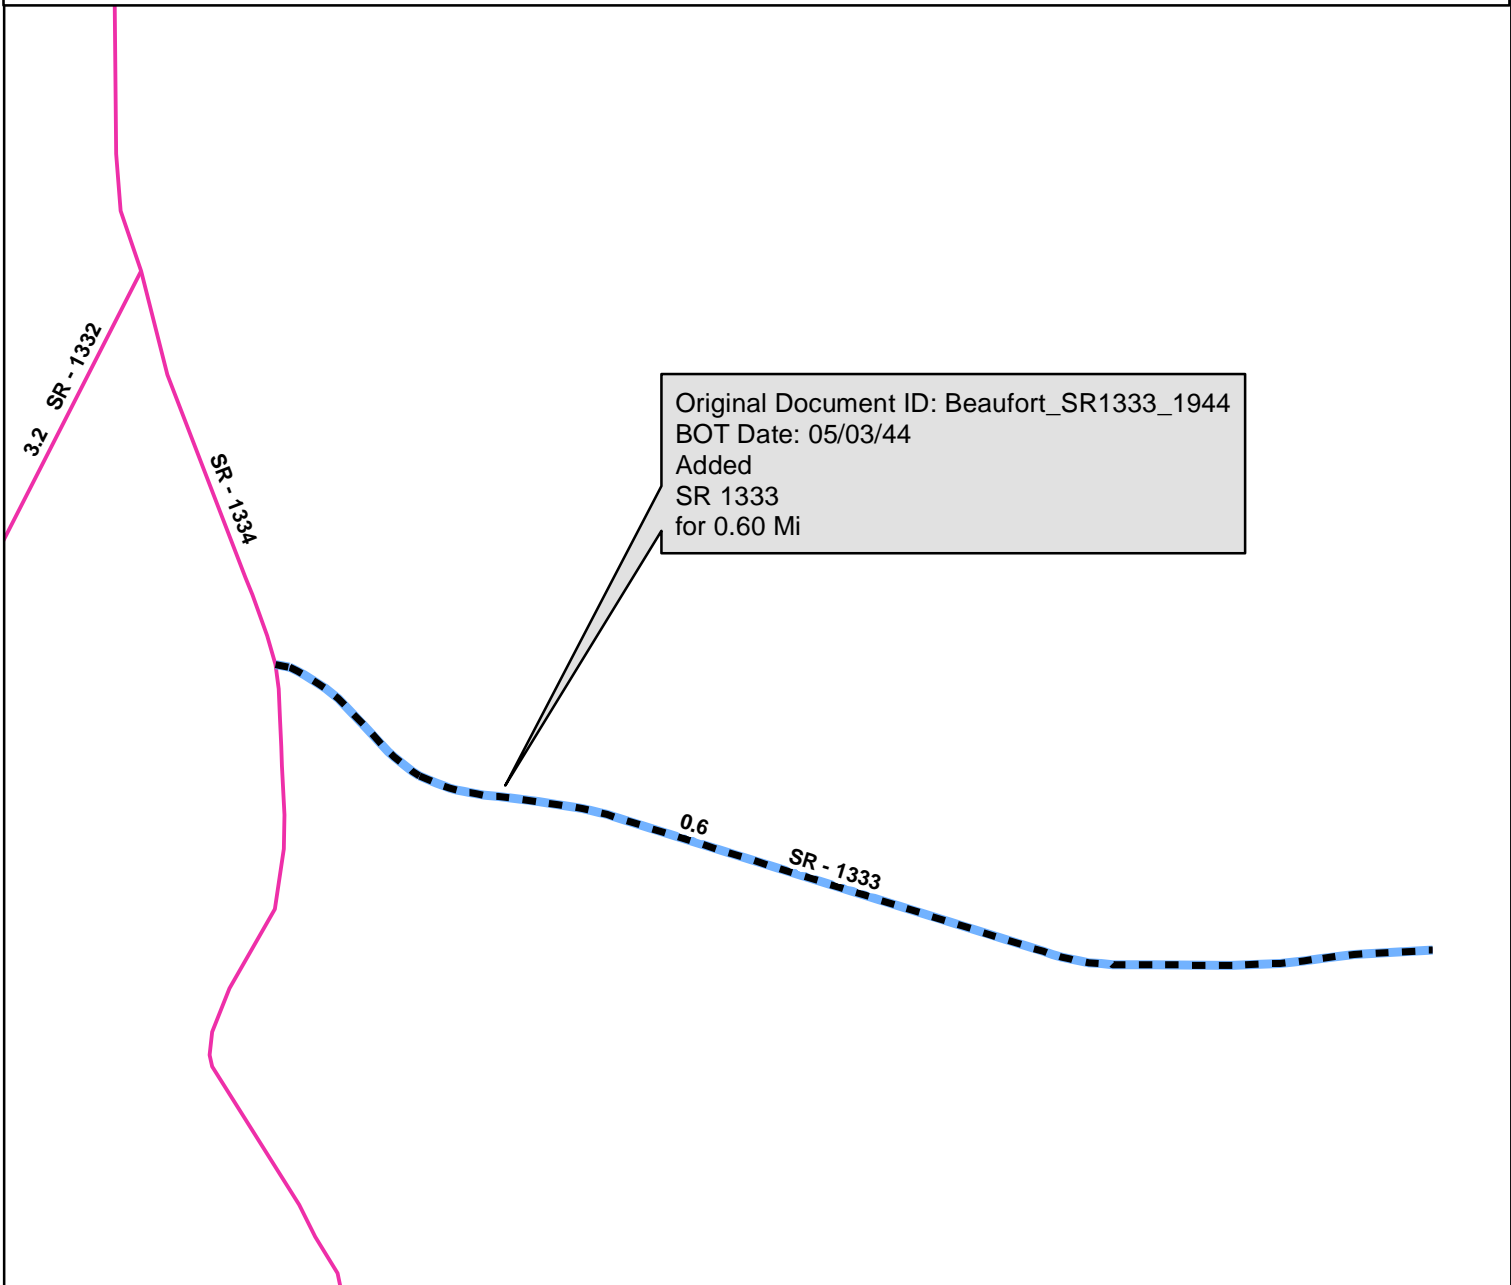 SR - 1332
3.2
SR - 1334
Original Document ID: Beaufort_SR1333_1944
BOT Date: 05/03/44
Added
SR 1333
for 0.60 Mi
0.6
SR - 1333